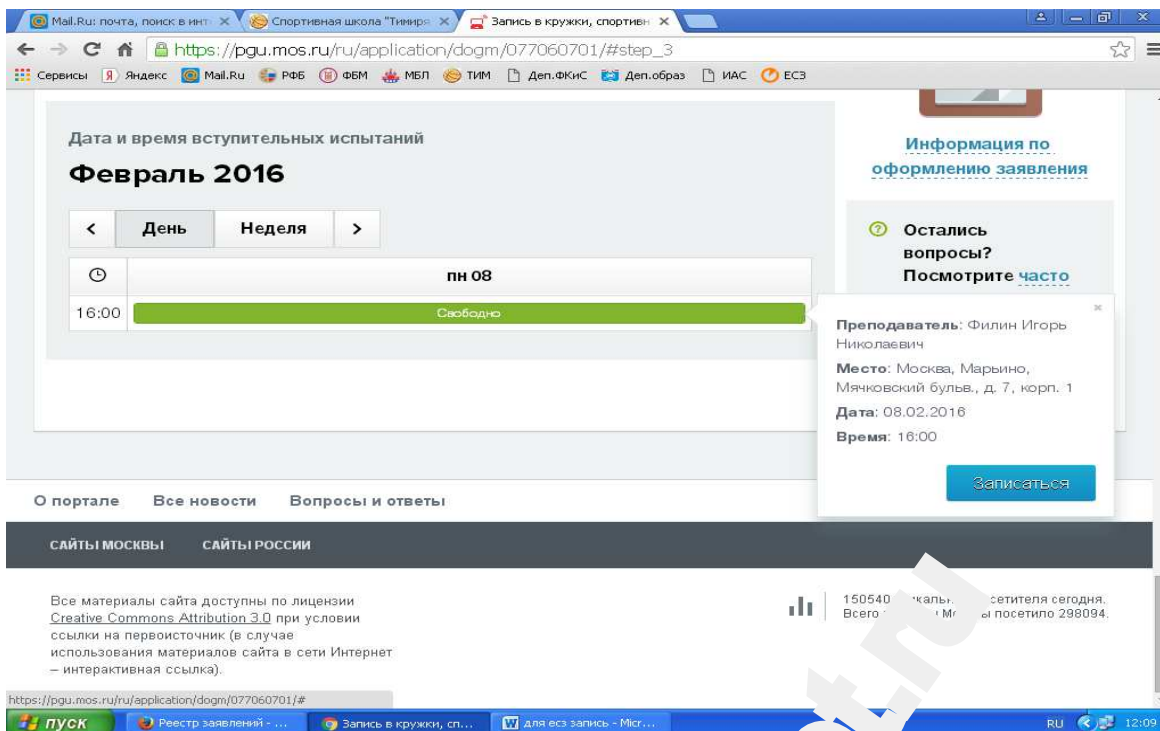 Mail.Ru: почта, поиск в инт
Спортивная школа "Тимиря
Запись в кружки, спортивн
https://pgu.mos.ru/ru/application/dogm/077060701/#step_3
Сервисы Яндекс Mail.Ru РФБ ФБМ МБЛ ТИМ Деп.ФКиС Деп.образ ИАС ЕСЗ
Дата и время вступительных испытаний
Февраль 2016
< День Неделя >
пн 08
16:00 Свободно
Информация по
оформлению заявления
Остались
вопросы?
Посмотрите часто
Преподаватель: Филин Игорь
Николаевич
Место: Москва, Марьино,
Мячковский бульв., д. 7, корп. 1
Дата: 08.02.2016
Время: 16:00
Записаться
О портале Все новости Вопросы и ответы
САЙТЫ МОСКВЫ САЙТЫ РОССИИ
Все материалы сайта доступны по лицензии
Creative Commons Attribution 3.0 при условии
ссылки на первоисточник (в случае
использования материалов сайта в сети Интернет
– интерактивная ссылка).
150540 сетителя сегодня.
Всего посетило 298094.
https://pgu.mos.ru/ru/application/dogm/077060701/#
пуск Реестр заявлений - ... Запись в кружки, сп... для есз запись - Micr... RU 12:09